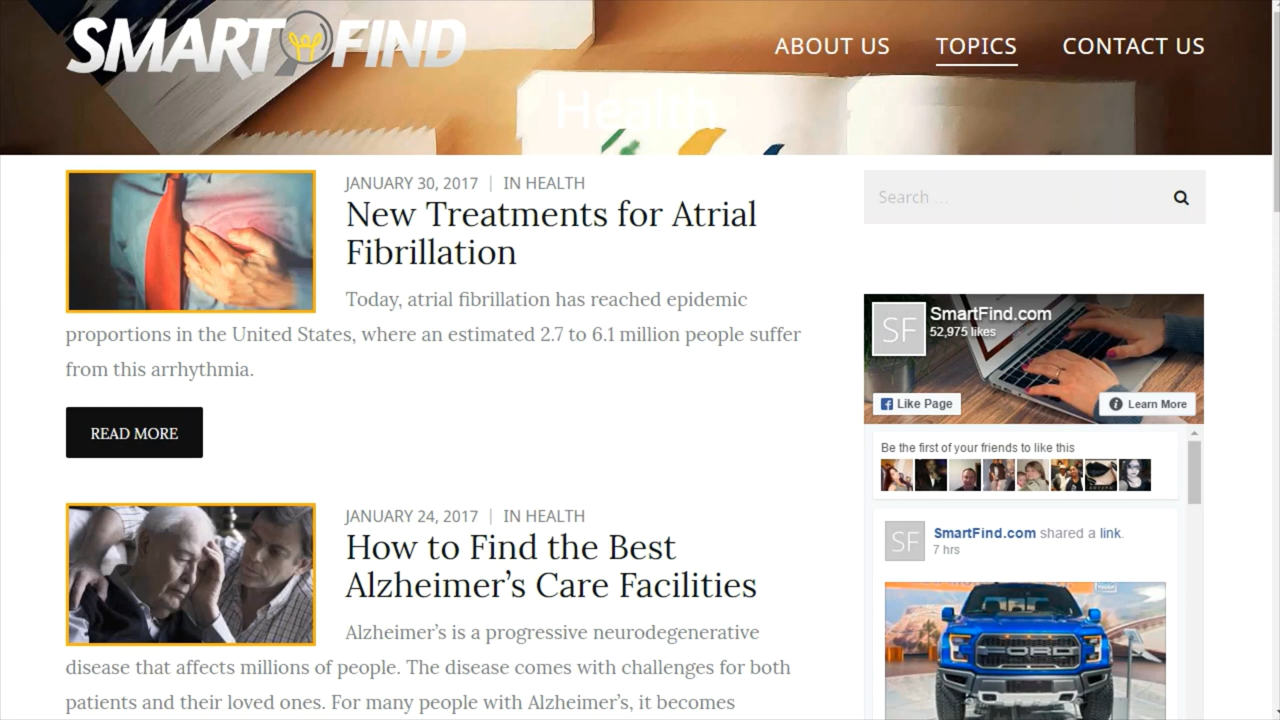 SMART FIND
ABOUT US
TOPICS
CONTACT US
Health
JANUARY 30, 2017 | IN HEALTH
New Treatments for Atrial
Fibrillation
Today, atrial fibrillation has reached epidemic
proportions in the United States, where an estimated 2.7 to 6.1 million people suffer
from this arrhythmia.
READ MORE
JANUARY 24, 2017 | IN HEALTH
How to Find the Best
Alzheimer’s Care Facilities
Alzheimer’s is a progressive neurodegenerative
disease that affects millions of people. The disease comes with challenges for both
patients and their loved ones. For many people with Alzheimer’s, it becomes
Search …
SF
SmartFind.com
52,975 likes
Like Page
Learn More
Be the first of your friends to like this
SF
SmartFind.com shared a link.
7 hrs
FORD